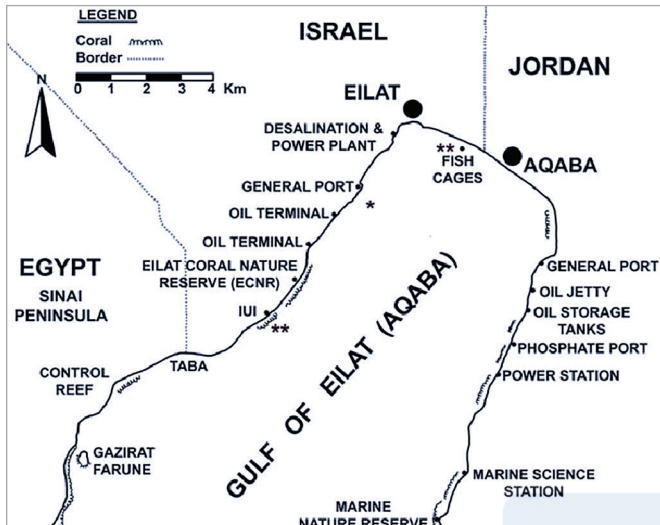 LEGEND
Coral
Border
0 1 2 3 4 Km
N
ISRAEL
JORDAN
EILAT
DESALINATION &
POWER PLANT
**
FISH
CAGES
AQABA
GENERAL PORT
*
OIL TERMINAL
OIL TERMINAL
EGYPT
SINAI
PENINSULA
EILAT CORAL NATURE
RESERVE (ECNR)
IUI
**
TABA
CONTROL
REEF
GAZIRAT
FARUNE
GULF OF EILAT (AQABA)
GENERAL PORT
OIL JETTY
OIL STORAGE
TANKS
PHOSPHATE PORT
POWER STATION
MARINE SCIENCE
STATION
MARINE
NATURE RESERVE